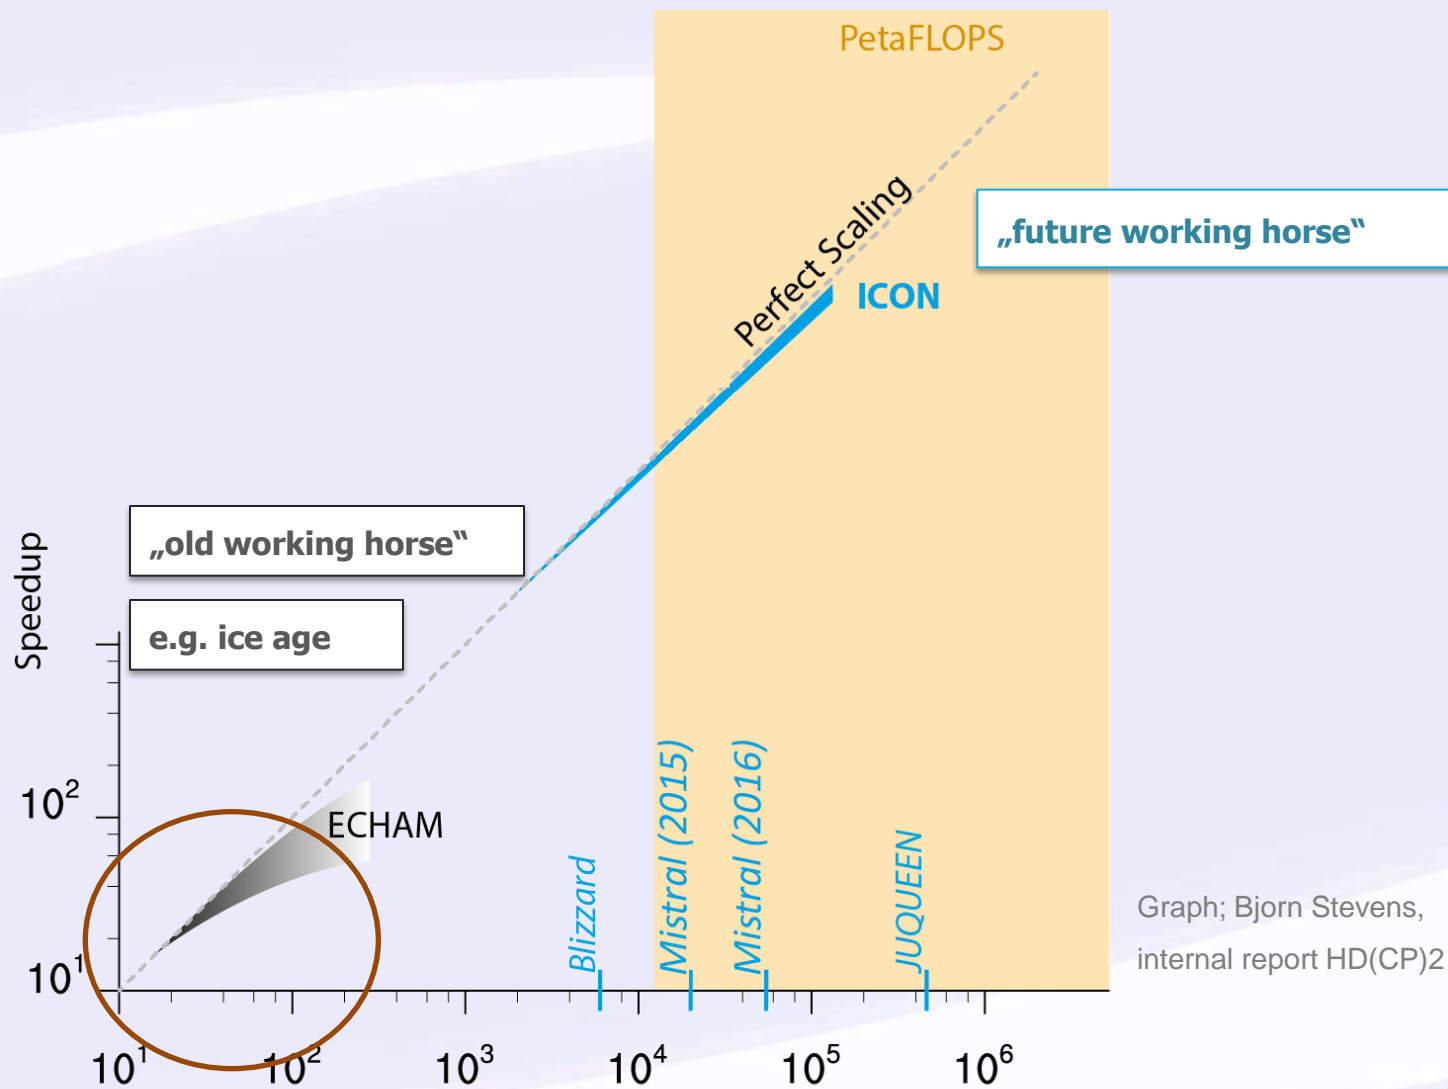 PetaFLOPS
Perfect Scaling
„future working horse“
ICON
„old working horse“
e.g. ice age
Speedup
10²
ECHAM
10¹
Blizzard
Mistral (2015)
Mistral (2016)
JUQUEEN
Graph; Bjorn Stevens,
internal report HD(CP)2
10¹ 10² 10³ 10⁴ 10⁵ 10⁶